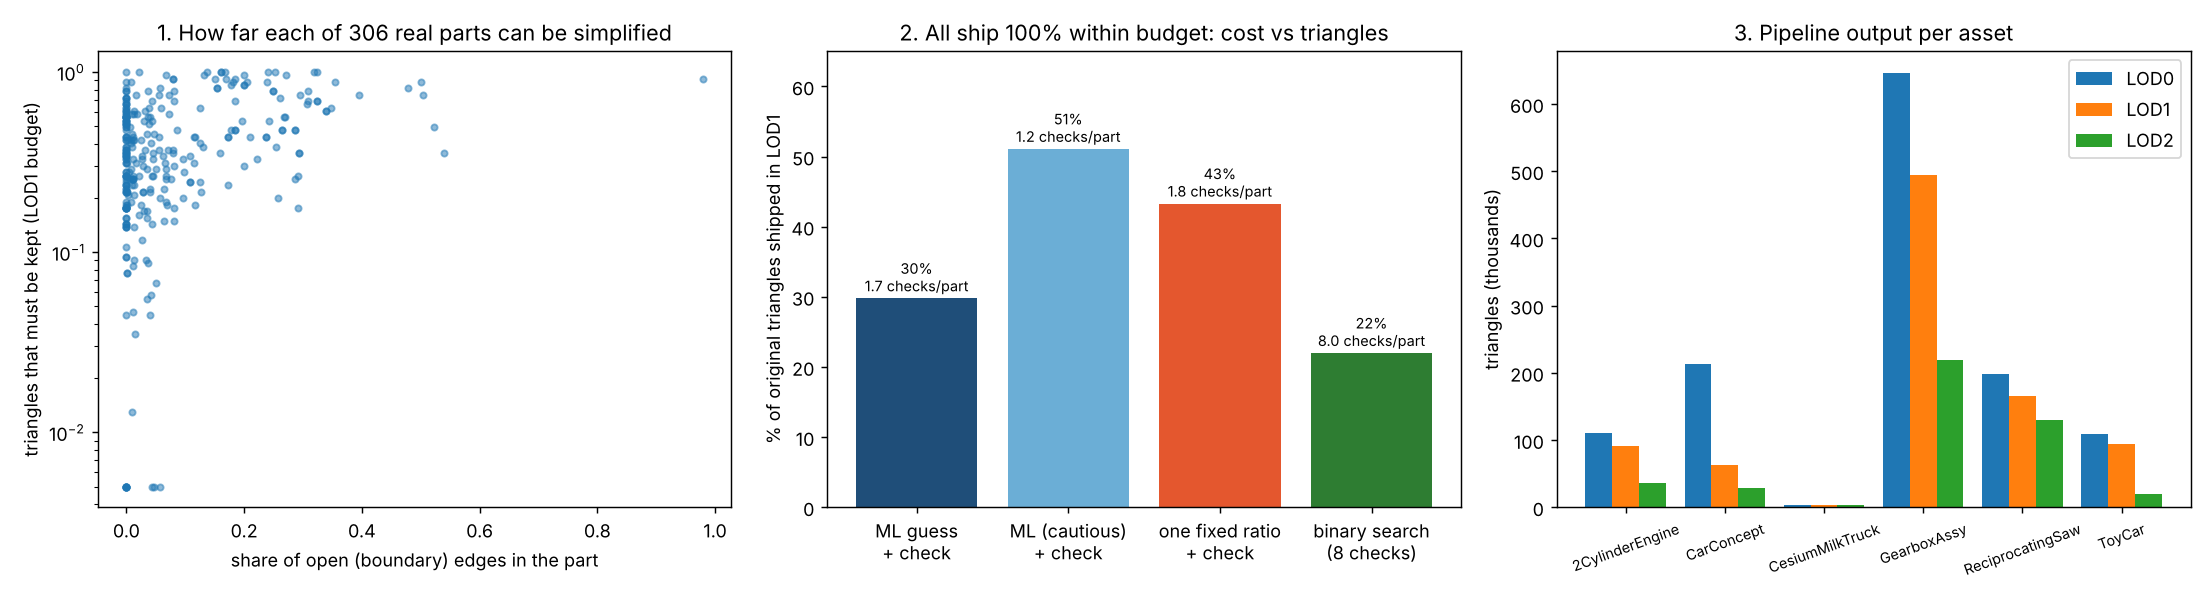 1. How far each of 306 real parts can be simplified
triangles that must be kept (LOD1 budget)
10⁰
10⁻¹
10⁻²
0.0
0.2
0.4
0.6
0.8
1.0
share of open (boundary) edges in the part
2. All ship 100% within budget: cost vs triangles
% of original triangles shipped in LOD1
60
50
40
30
20
10
0
30%
1.7 checks/part
51%
1.2 checks/part
43%
1.8 checks/part
22%
8.0 checks/part
ML guess
+ check
ML (cautious)
+ check
one fixed ratio
+ check
binary search
(8 checks)
3. Pipeline output per asset
triangles (thousands)
600
500
400
300
200
100
0
LOD0
LOD1
LOD2
2CylinderEngine
CarConcept
CesiumMilkTruck
GearboxAssy
ReciprocatingSaw
ToyCar